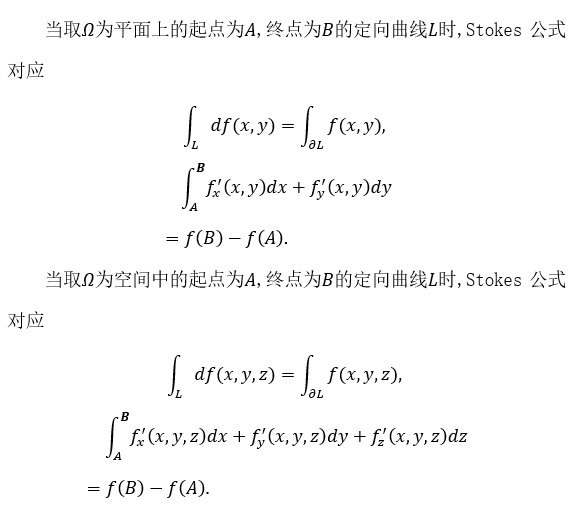 当取Ω为平面上的起点为A,终点为B的定向曲线L时,Stokes 公式
对应
∫_L df(x,y) = ∫_∂L f(x,y),
∫_A^B f′_x(x,y)dx + f′_y(x,y)dy
= f(B) − f(A).
当取Ω为空间中的起点为A,终点为B的定向曲线L时,Stokes 公式
对应
∫_L df(x,y,z) = ∫_∂L f(x,y,z),
∫_A^B f′_x(x,y,z)dx + f′_y(x,y,z)dy + f′_z(x,y,z)dz
= f(B) − f(A).